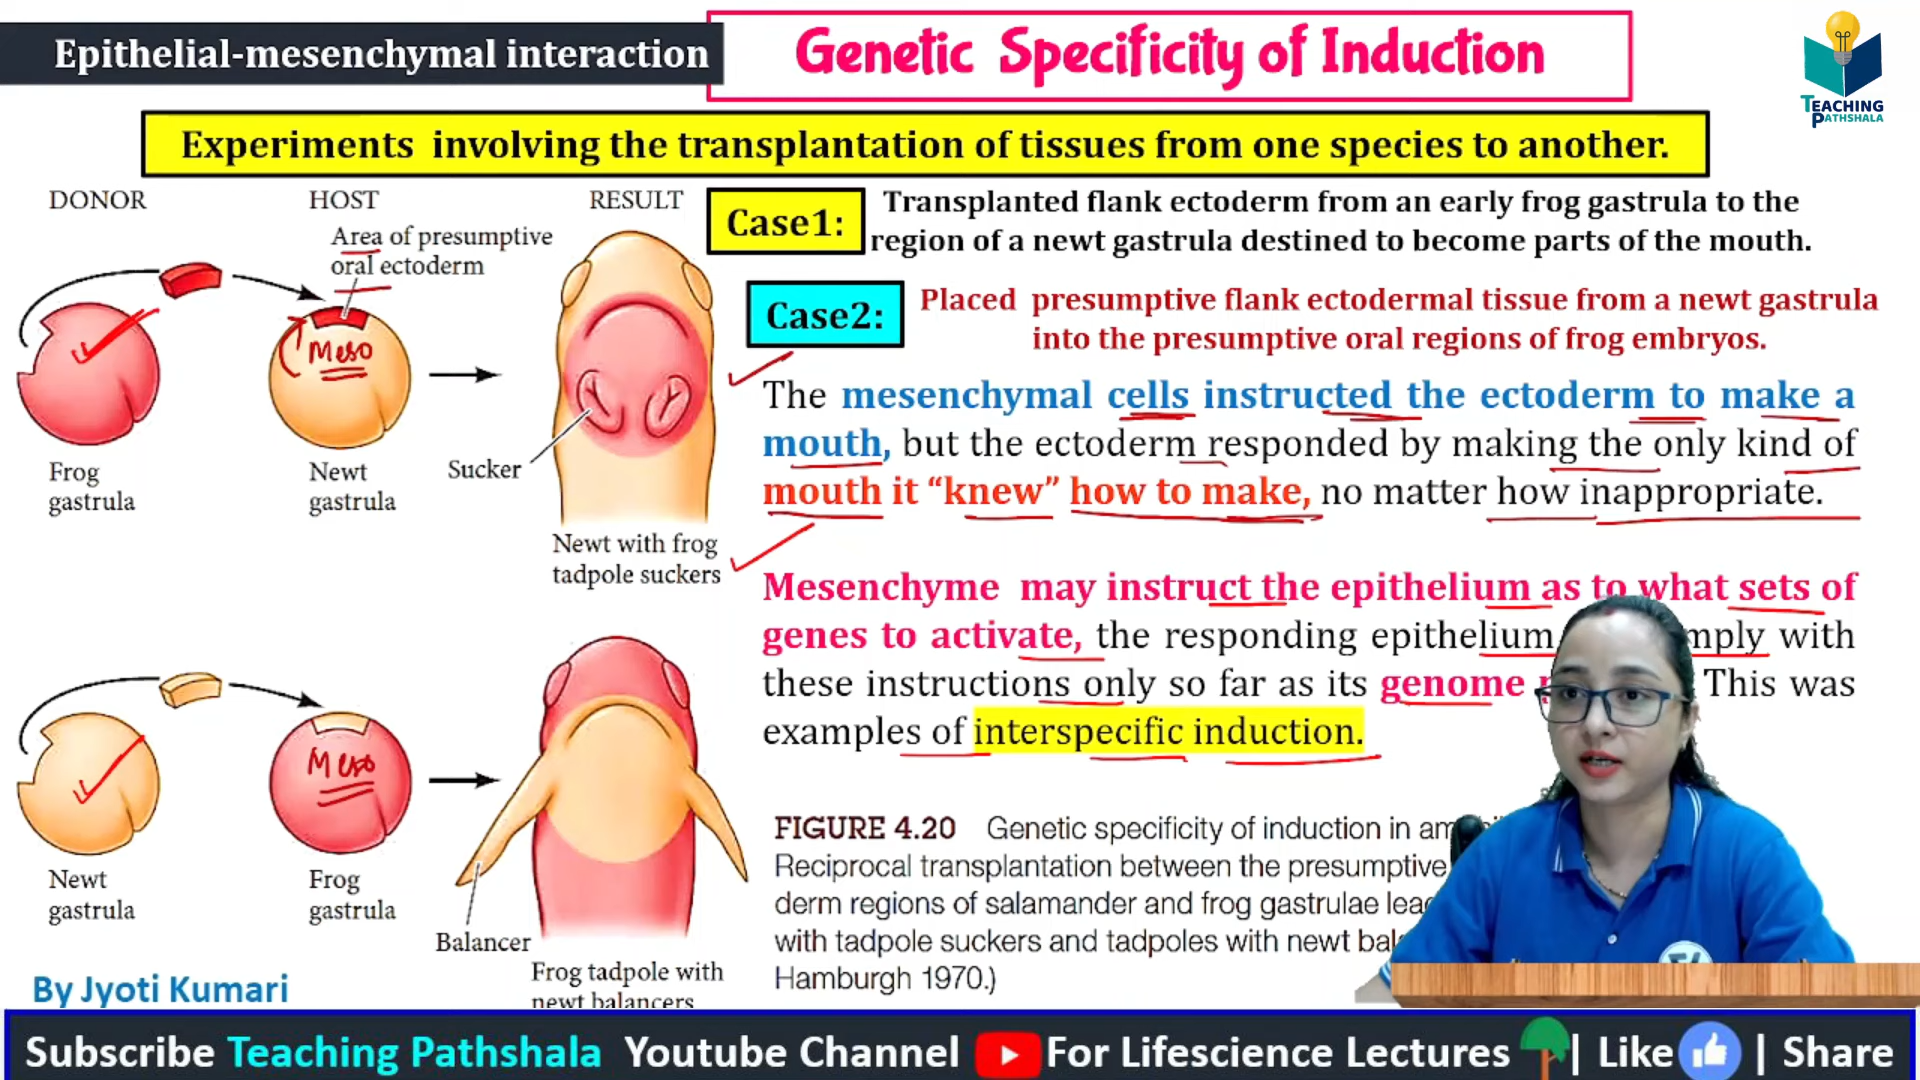 Epithelial-mesenchymal interaction
Genetic Specificity of Induction
TEACHING
PATHSHALA
Experiments involving the transplantation of tissues from one species to another.
DONOR
HOST
RESULT
Area of presumptive
oral ectoderm
Meso
Frog
gastrula
Newt
gastrula
Sucker
Newt with frog
tadpole suckers
Case1:
Transplanted flank ectoderm from an early frog gastrula to the
region of a newt gastrula destined to become parts of the mouth.
Case2:
Placed presumptive flank ectodermal tissue from a newt gastrula
into the presumptive oral regions of frog embryos.
The mesenchymal cells instructed the ectoderm to make a
mouth, but the ectoderm responded by making the only kind of
mouth it “knew” how to make, no matter how inappropriate.
Mesenchyme may instruct the epithelium as to what sets of
genes to activate, the responding epithelium mply with
these instructions only so far as its genome This was
examples of interspecific induction.
Meso
Newt
gastrula
Frog
gastrula
Balancer
Frog tadpole with
newt balancers
FIGURE 4.20 Genetic specificity of induction in am
Reciprocal transplantation between the presumptive
derm regions of salamander and frog gastrulae lead
with tadpole suckers and tadpoles with newt bal
Hamburgh 1970.)
By Jyoti Kumari
Subscribe Teaching Pathshala Youtube Channel For Lifescience Lectures | Like | Share